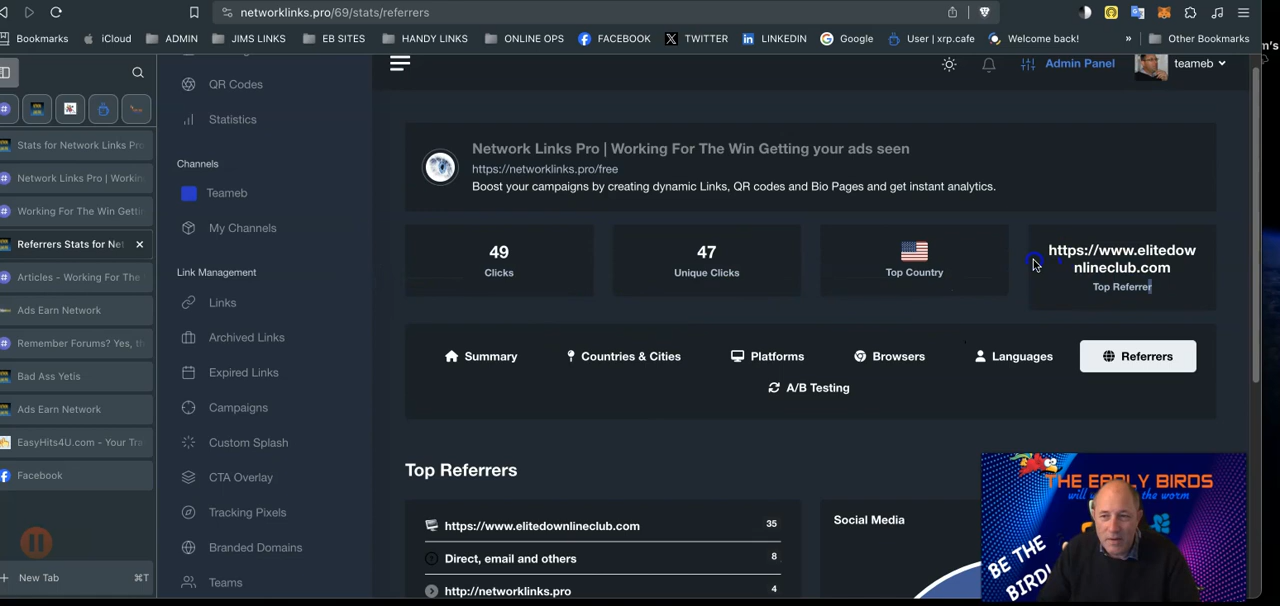 networklinks.pro/69/stats/referrers
Bookmarks iCloud ADMIN JIMS LINKS EB SITES HANDY LINKS ONLINE OPS FACEBOOK TWITTER LINKEDIN Google User | xrp.cafe Welcome back! » Other Bookmarks
QR Codes
Statistics
Channels
Teameb
My Channels
Link Management
Links
Archived Links
Expired Links
Campaigns
Custom Splash
CTA Overlay
Tracking Pixels
Branded Domains
Teams
Stats for Network Links Pro
Network Links Pro | Workin
Working For The Win Getti
Referrers Stats for Net
Articles - Working For The
Ads Earn Network
Remember Forums? Yes, th
Bad Ass Yetis
Ads Earn Network
EasyHits4U.com - Your Tra
Facebook
New Tab ⌘T
Admin Panel teameb
Network Links Pro | Working For The Win Getting your ads seen
https://networklinks.pro/free
Boost your campaigns by creating dynamic Links, QR codes and Bio Pages and get instant analytics.
49
Clicks
47
Unique Clicks
Top Country
https://www.elitedow
nlineclub.com
Top Referrer
Summary Countries & Cities Platforms Browsers Languages Referrers
A/B Testing
Top Referrers
https://www.elitedownlineclub.com 35
Direct, email and others 8
http://networklinks.pro 4
Social Media
THE EARLY BIRDS
BE THE
BIRD!